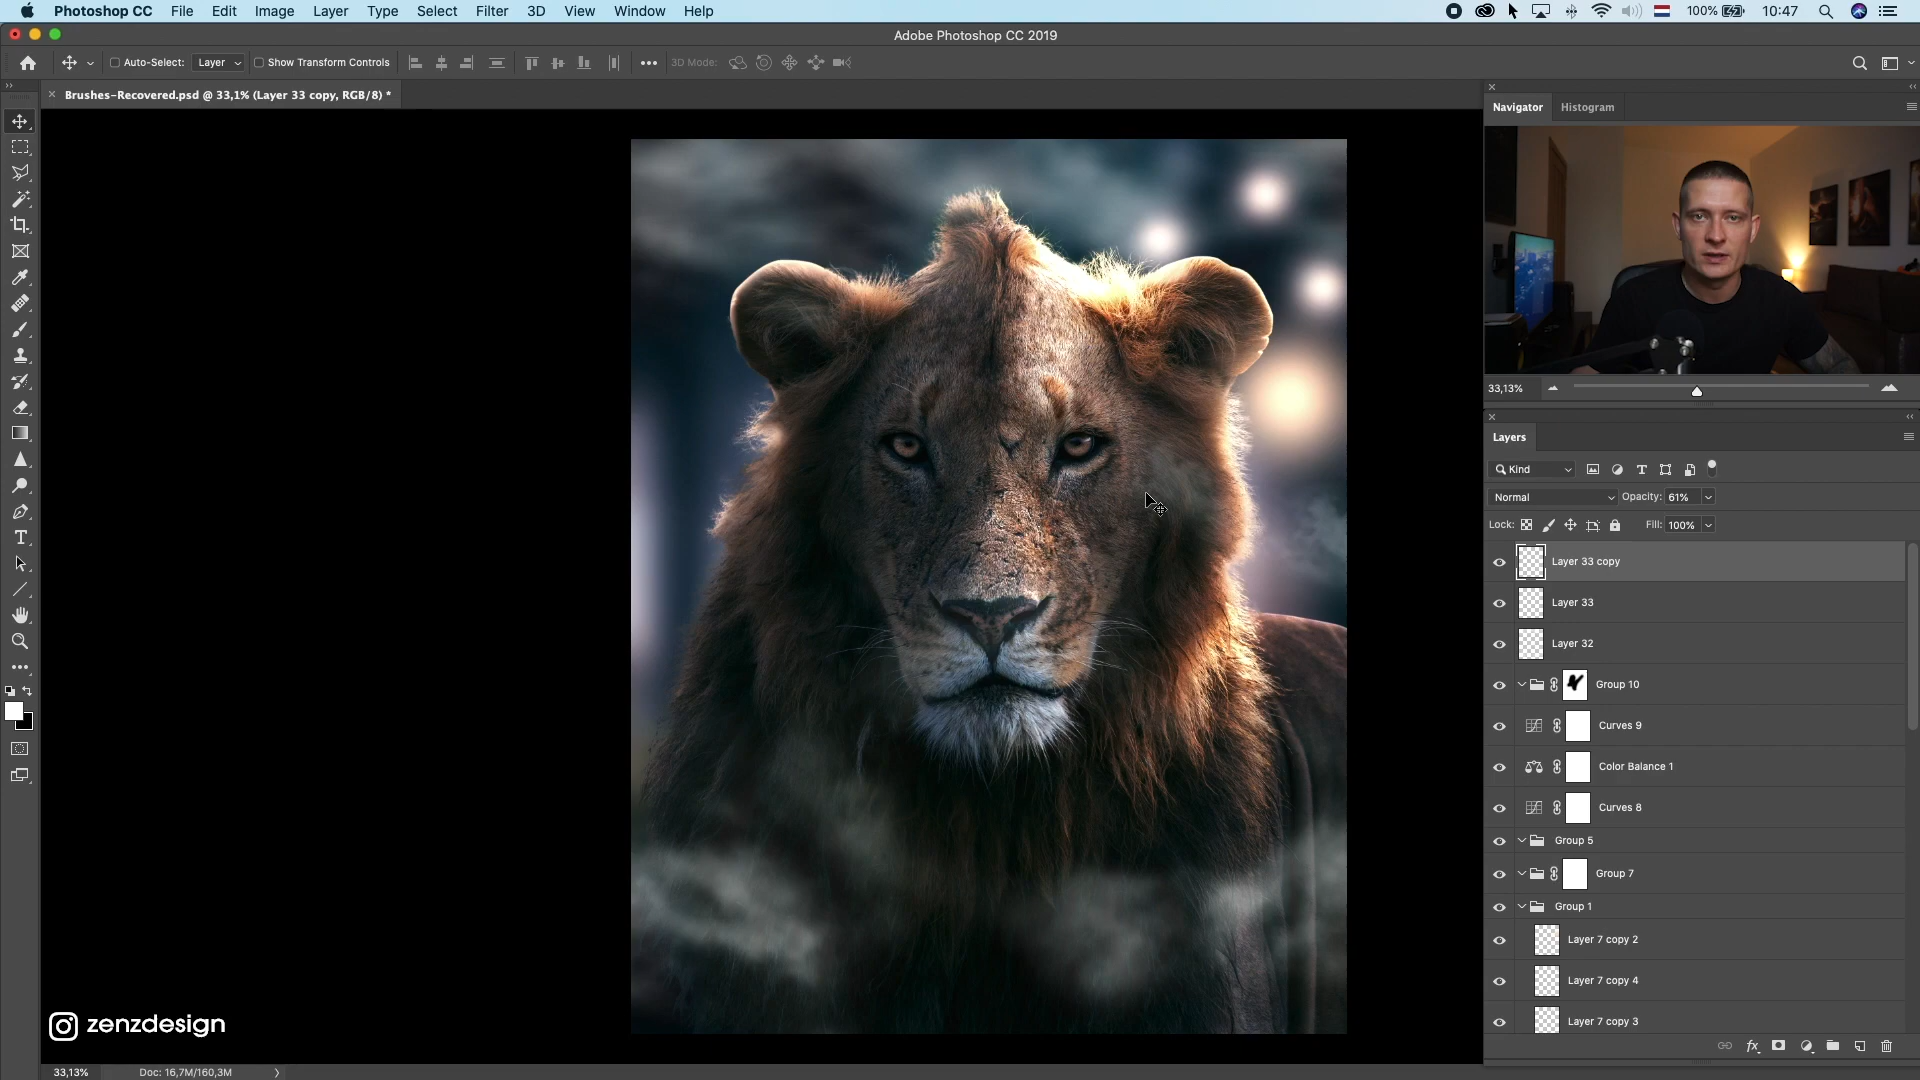 Photoshop CC File Edit Image Layer Type Select Filter 3D View Window Help 100% 10:47
Adobe Photoshop CC 2019
Auto-Select: Layer Show Transform Controls 3D Mode:
Brushes-Recovered.psd @ 33,1% (Layer 33 copy, RGB/8) *
Navigator Histogram
33,13%
Layers
Kind
Normal Opacity: 61%
Lock: Fill: 100%
Layer 33 copy
Layer 33
Layer 32
Group 10
Curves 9
Color Balance 1
Curves 8
Group 5
Group 7
Group 1
Layer 7 copy 2
Layer 7 copy 4
Layer 7 copy 3
zenzdesign
33,13% Doc: 16,7M/160,3M